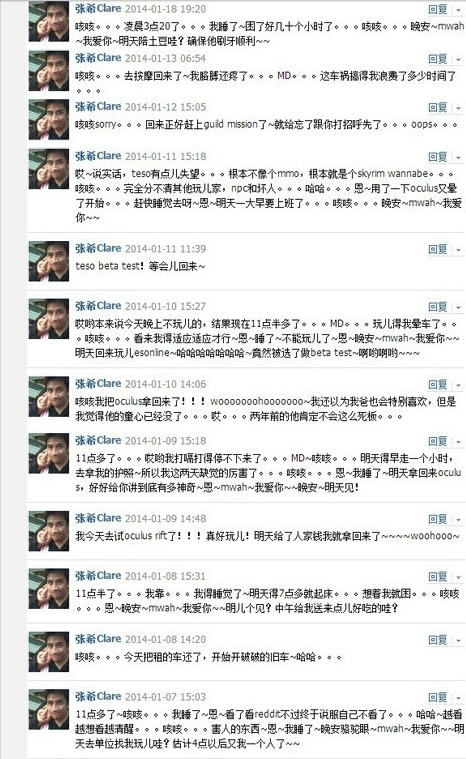 张希Clare 2014-01-18 19:20 回复
咳咳。。。凌晨3点20了。。。我睡了~困了好几十个小时了。。。咳咳。。。晚安~mwah
~我爱你~明天陪土豆哇？确保他刷牙顺利~~
张希Clare 2014-01-13 06:54 回复
咳咳。。。去按摩回来了~我胳膊还疼了。。。MD。。。这车祸搞得我浪费了多少时间了
。。。。
张希Clare 2014-01-12 15:05 回复
咳咳sorry。。。回来正好赶上guild mission了~就给忘了跟你打招呼先了。。。oops。。。
张希Clare 2014-01-11 15:18 回复
哎~说实话，teso有点儿失望。。。根本不像个mmo，根本就是个skyrim wannabe。。。
咳咳。。。完全分不清其他玩儿家，npc和坏人。。。哈哈。。。恩~用了一下oculus又晕
了开始。。。赶快睡觉去呀~恩~明天一大早要上班了。。。咳咳。。。晚安~mwah~我爱
你~~
张希Clare 2014-01-11 11:39 回复
teso beta test！等会儿回来~
张希Clare 2014-01-10 15:27 回复
哎哟本来说今天晚上不玩儿的，结果现在11点半多了。。。MD。。。玩儿得我晕车了。。
。咳咳。。。看来我得适应适应才行~恩~睡了~不能玩儿了~恩~晚安~mwah~我爱你~~
明天回来玩儿esonline~哈哈哈哈哈哈哈~竟然被选了做beta test~啊哟啊哟~~~
张希Clare 2014-01-10 14:06 回复
咳咳我把oculus拿回来了！！！wooooooohooooooo~我还以为我爸也会特别喜欢，但是
我觉得他的童心已经没了。。。哎。。。两年前的他肯定不会这么死板。。。
张希Clare 2014-01-09 15:18 回复
11点多了。。。哎哟我打嗝打得停不下来了。。。MD~咳咳。。。明天得早走一个小时，
去拿我的护照~所以我这两天缺觉的厉害了。。。咳咳。。。恩~我睡了~明天拿回来oculu
s，好好给你讲到底有多神奇~恩~mwah~我爱你~~晚安~明天见！
张希Clare 2014-01-09 14:48 回复
我今天去试oculus rift了！！！真好玩儿！明天给了人家钱我就拿回来了~~~~woohooo~
张希Clare 2014-01-08 15:31 回复
11点半了。。。我靠。。。我得睡觉了~明天得7点多就起床。。。想着我就困。。。咳咳
。。。恩~晚安~mwah~我爱你~~明儿个见？中午给我送来点儿好吃的哇？
张希Clare 2014-01-08 14:20 回复
咳咳。。。今天把租的车还了，开始开破破的旧车~哈哈。。。
张希Clare 2014-01-07 15:03 回复
11点多了~咳咳。。。我睡了~恩~看了看reddit不过终于说服自己不看了。。。哈哈~越看
越想看越清醒。。。咳咳。。。害人的东西~恩~我睡了~晚安骆驼眼~mwah~我爱你~~明
天去单位找我玩儿哇？估计4点以后又我一个人了~~